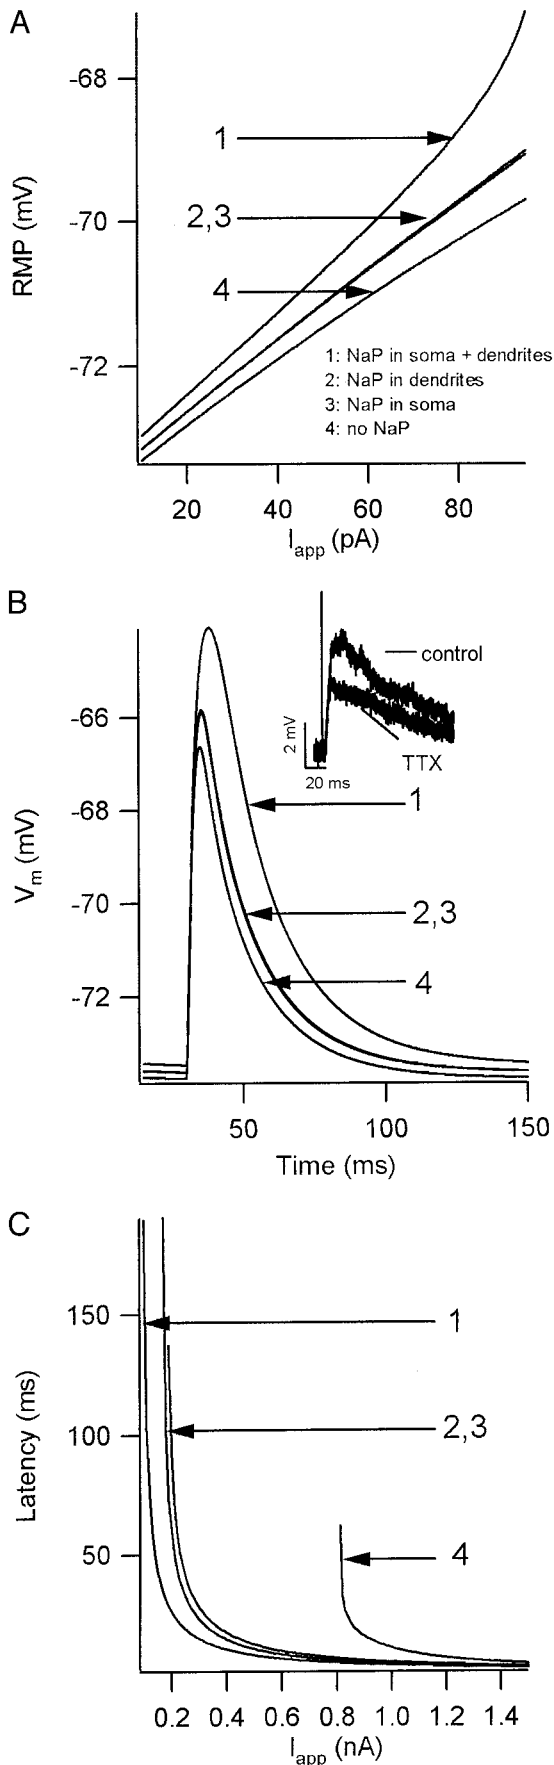 A
-68
-70
-72
RMP (mV)
1
2,3
4
1: NaP in soma + dendrites
2: NaP in dendrites
3: NaP in soma
4: no NaP
20 40 60 80
Iapp (pA)
B
-66
-68
-70
-72
Vm (mV)
control
TTX
2 mV
20 ms
1
2,3
4
50 100 150
Time (ms)
C
150
100
50
Latency (ms)
1
2,3
4
0.2 0.4 0.6 0.8 1.0 1.2 1.4
Iapp (nA)